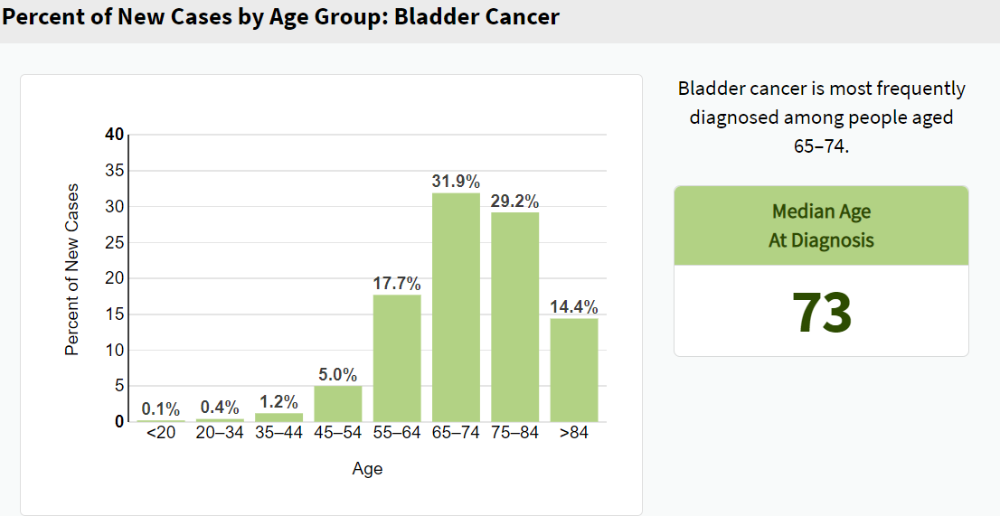 Percent of New Cases by Age Group: Bladder Cancer
Bladder cancer is most frequently
diagnosed among people aged
65–74.
Median Age
At Diagnosis
73
Percent of New Cases
40
35
30
25
20
15
10
5
0
0.1%
0.4%
1.2%
5.0%
17.7%
31.9%
29.2%
14.4%
<20 20–34 35–44 45–54 55–64 65–74 75–84 >84
Age